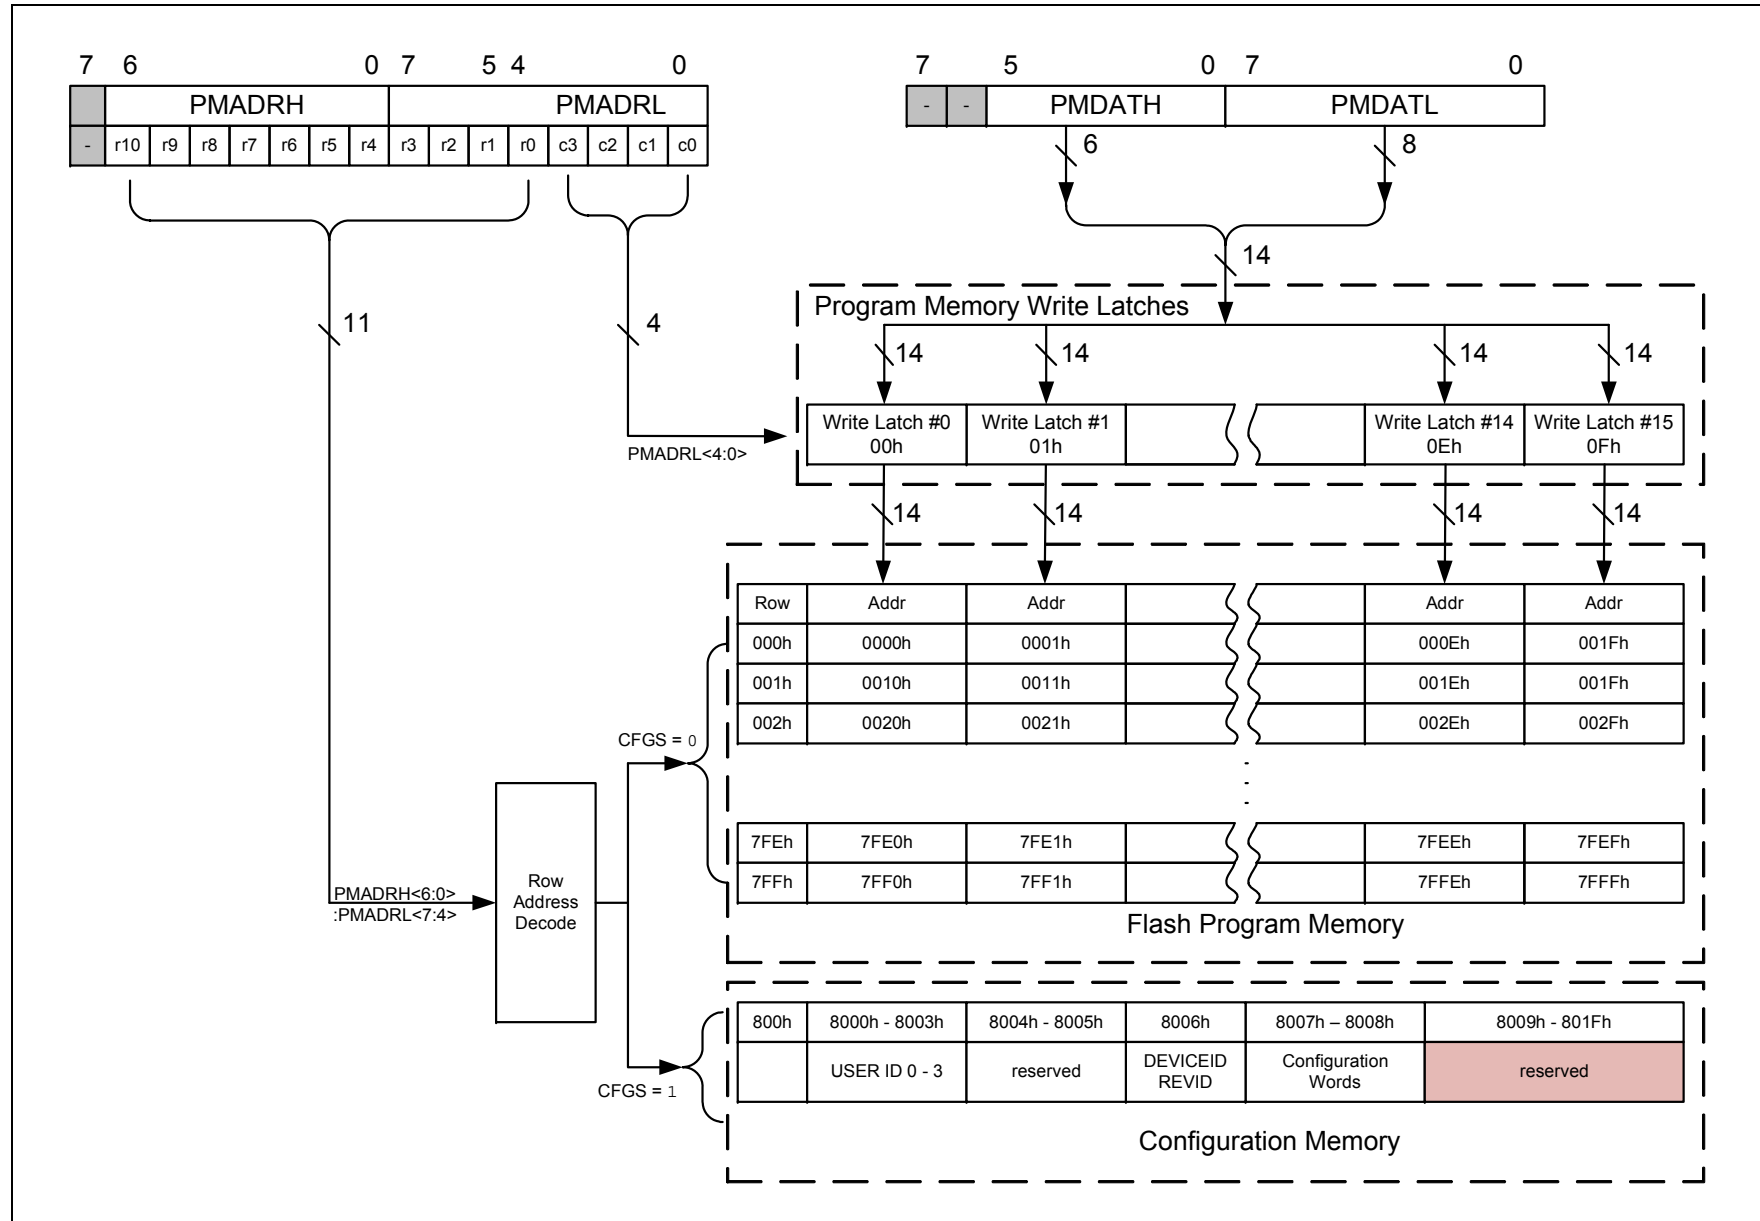 7 6 0 7 5 4 0
7 5 0 7 0
PMADRH PMADRL
- - PMDATH PMDATL
- r10 r9 r8 r7 r6 r5 r4 r3 r2 r1 r0 c3 c2 c1 c0
6 8
14
11 4
Program Memory Write Latches
14 14 14 14
Write Latch #0 Write Latch #1 Write Latch #14 Write Latch #15
00h 01h 0Eh 0Fh
PMADRL<4:0>
14 14 14 14
Row Addr Addr Addr Addr
000h 0000h 0001h 000Eh 001Fh
001h 0010h 0011h 001Eh 001Fh
002h 0020h 0021h 002Eh 002Fh
CFGS = 0
7FEh 7FE0h 7FE1h 7FEEh 7FEFh
7FFh 7FF0h 7FF1h 7FFEh 7FFFh
Flash Program Memory
PMADRH<6:0>
:PMADRL<7:4>
Row
Address
Decode
800h 8000h - 8003h 8004h - 8005h 8006h 8007h – 8008h 8009h - 801Fh
USER ID 0 - 3 reserved DEVICEID Configuration reserved
REVID Words
CFGS = 1
Configuration Memory